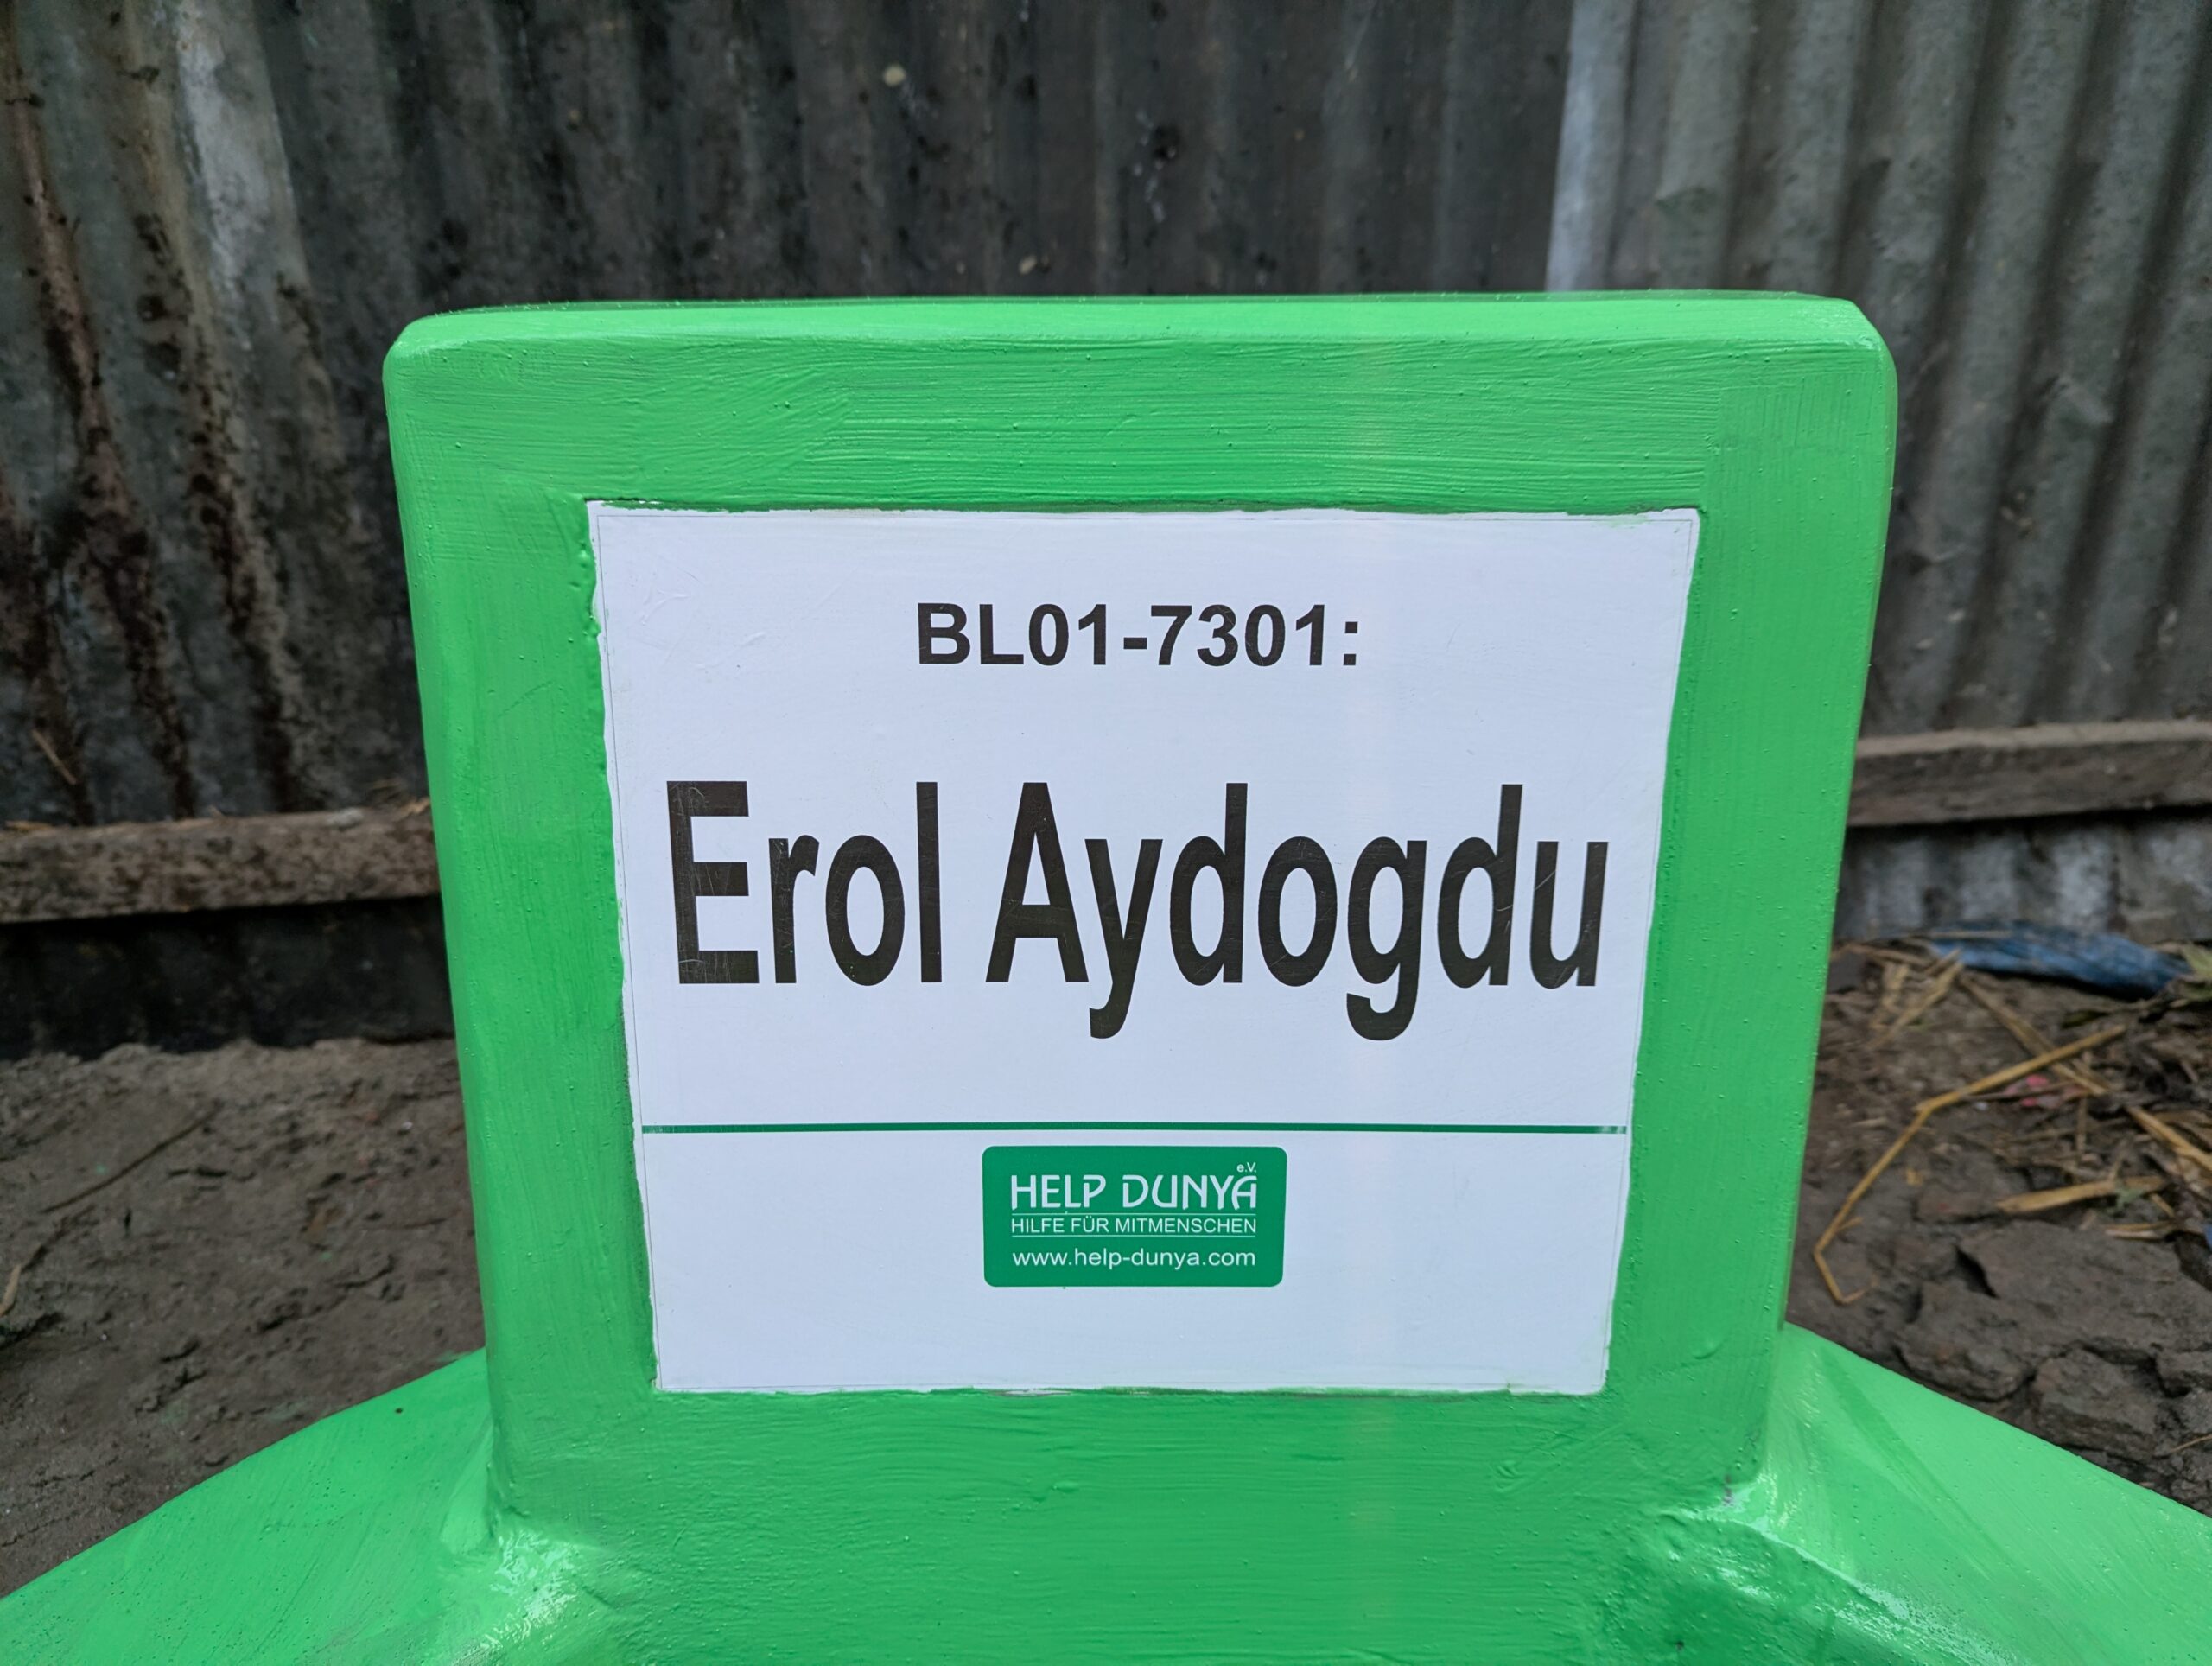 BL01-7301:
Erol Aydogdu
HELP DUNYA e.V.
HILFE FÜR MITMENSCHEN
www.help-dunya.com